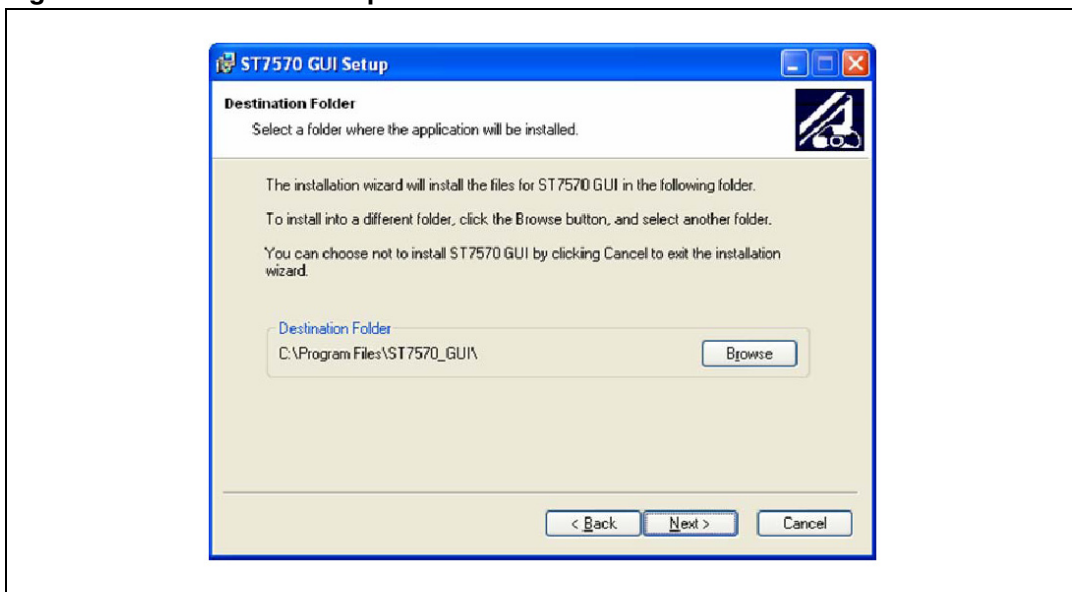 ST7570 GUI Setup
Destination Folder
Select a folder where the application will be installed.
The installation wizard will install the files for ST7570 GUI in the following folder.
To install into a different folder, click the Browse button, and select another folder.
You can choose not to install ST7570 GUI by clicking Cancel to exit the installation
wizard.
Destination Folder
C:\Program Files\ST7570_GUI\
Browse
< Back
Next >
Cancel